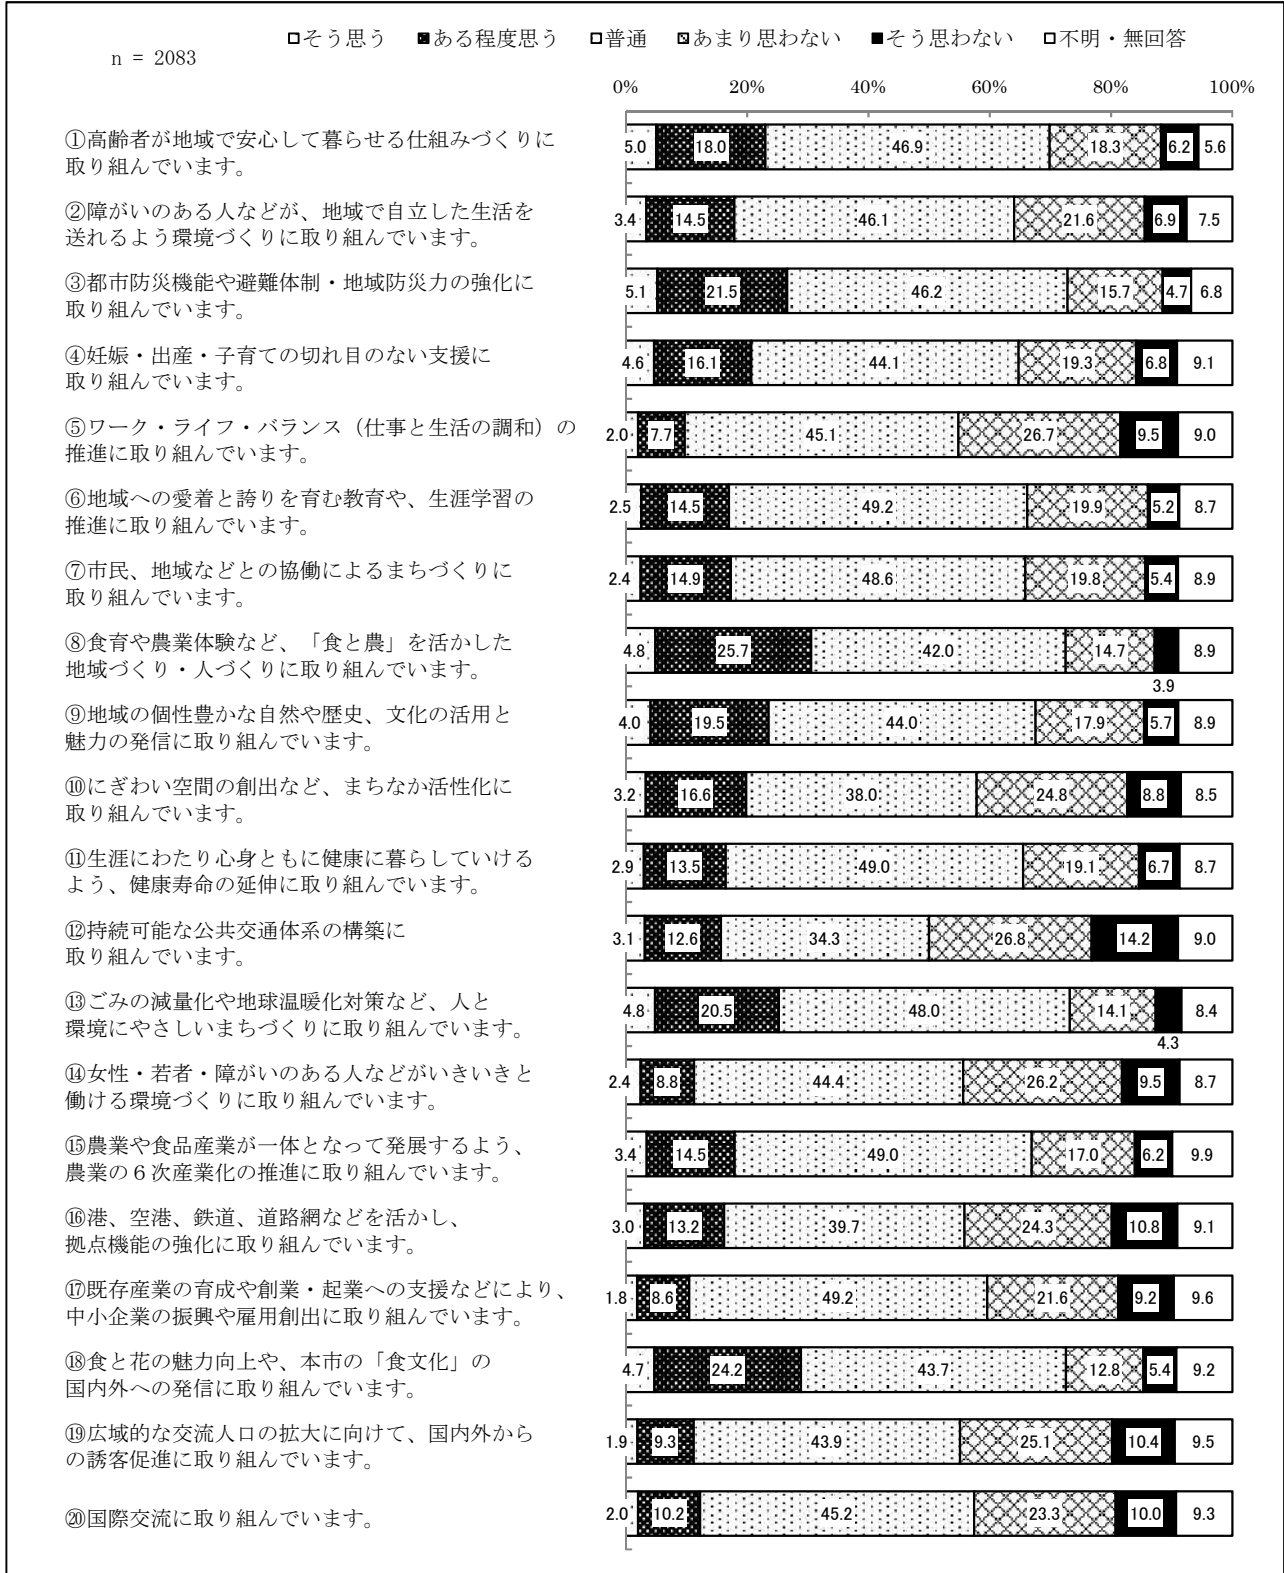 □そう思う ■ある程度思う □普通 □あまり思わない ■そう思わない □不明・無回答
n = 2083
0% 20% 40% 60% 80% 100%
①高齢者が地域で安心して暮らせる仕組みづくりに
取り組んでいます。
5.0 18.0 46.9 18.3 6.2 5.6
②障がいのある人などが、地域で自立した生活を
送れるよう環境づくりに取り組んでいます。
3.4 14.5 46.1 21.6 6.9 7.5
③都市防災機能や避難体制・地域防災力の強化に
取り組んでいます。
5.1 21.5 46.2 15.7 4.7 6.8
④妊娠・出産・子育ての切れ目のない支援に
取り組んでいます。
4.6 16.1 44.1 19.3 6.8 9.1
⑤ワーク・ライフ・バランス（仕事と生活の調和）の
推進に取り組んでいます。
2.0 7.7 45.1 26.7 9.5 9.0
⑥地域への愛着と誇りを育む教育や、生涯学習の
推進に取り組んでいます。
2.5 14.5 49.2 19.9 5.2 8.7
⑦市民、地域などとの協働によるまちづくりに
取り組んでいます。
2.4 14.9 48.6 19.8 5.4 8.9
⑧食育や農業体験など、「食と農」を活かした
地域づくり・人づくりに取り組んでいます。
4.8 25.7 42.0 14.7 3.9 8.9
⑨地域の個性豊かな自然や歴史、文化の活用と
魅力の発信に取り組んでいます。
4.0 19.5 44.0 17.9 5.7 8.9
⑩にぎわい空間の創出など、まちなか活性化に
取り組んでいます。
3.2 16.6 38.0 24.8 8.8 8.5
⑪生涯にわたり心身ともに健康に暮らしていける
よう、健康寿命の延伸に取り組んでいます。
2.9 13.5 49.0 19.1 6.7 8.7
⑫持続可能な公共交通体系の構築に
取り組んでいます。
3.1 12.6 34.3 26.8 14.2 9.0
⑬ごみの減量化や地球温暖化対策など、人と
環境にやさしいまちづくりに取り組んでいます。
4.8 20.5 48.0 14.1 4.3 8.4
⑭女性・若者・障がいのある人などがいきいきと
働ける環境づくりに取り組んでいます。
2.4 8.8 44.4 26.2 9.5 8.7
⑮農業や食品産業が一体となって発展するよう、
農業の６次産業化の推進に取り組んでいます。
3.4 14.5 49.0 17.0 6.2 9.9
⑯港、空港、鉄道、道路網などを活かし、
拠点機能の強化に取り組んでいます。
3.0 13.2 39.7 24.3 10.8 9.1
⑰既存産業の育成や創業・起業への支援などにより、
中小企業の振興や雇用創出に取り組んでいます。
1.8 8.6 49.2 21.6 9.2 9.6
⑱食と花の魅力向上や、本市の「食文化」の
国内外への発信に取り組んでいます。
4.7 24.2 43.7 12.8 5.4 9.2
⑲広域的な交流人口の拡大に向けて、国内外から
の誘客促進に取り組んでいます。
1.9 9.3 43.9 25.1 10.4 9.5
⑳国際交流に取り組んでいます。
2.0 10.2 45.2 23.3 10.0 9.3